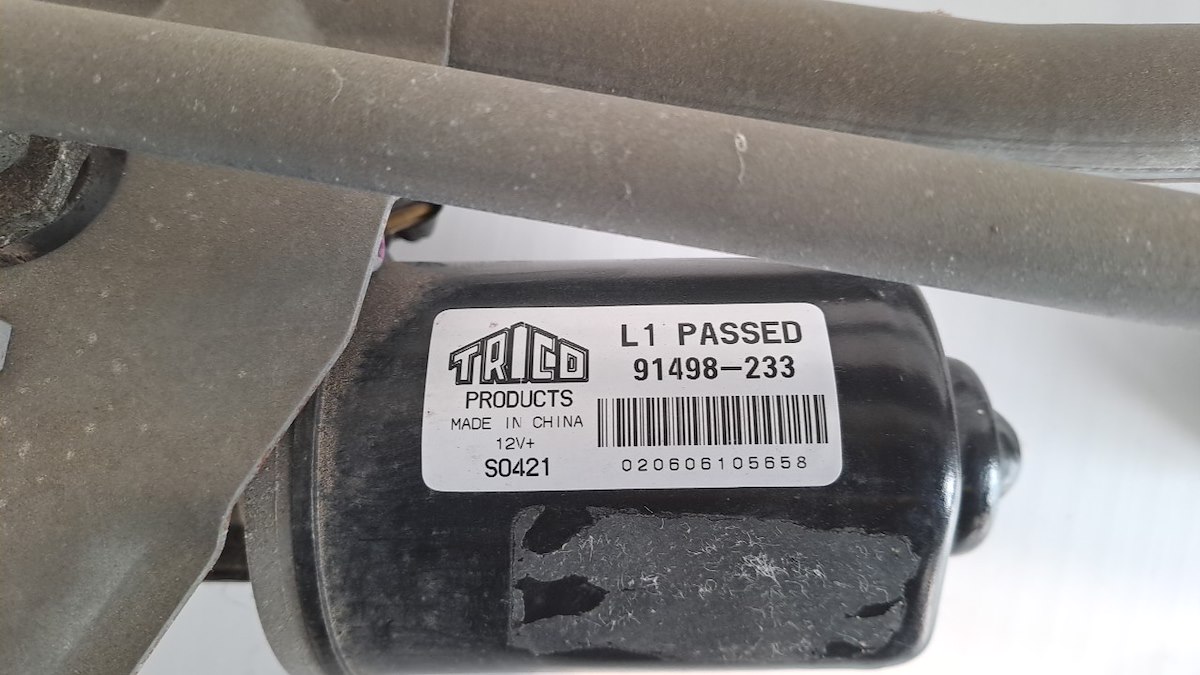 TRICO
PRODUCTS
MADE IN CHINA
12V+
S0421
L1 PASSED
91498-233
020606105658